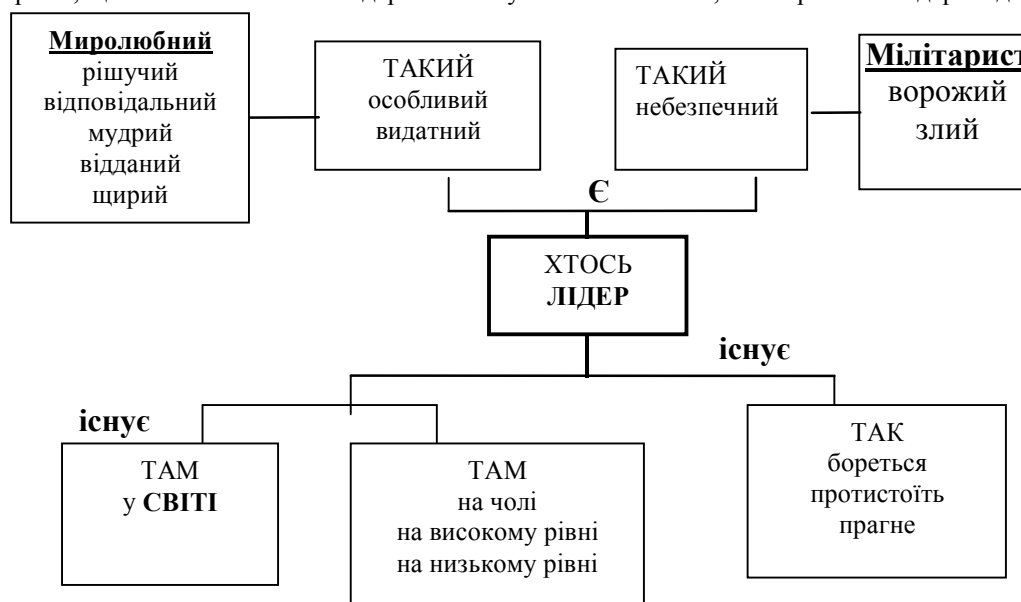 Миролюбний
рішучий
відповідальний
мудрий
відданий
щирий
ТАКИЙ
особливий
видатний
ТАКИЙ
небезпечний
Мілітарист
ворожий
злий
Є
ХТОСЬ
ЛІДЕР
існує
існує
ТАМ
у СВІТІ
ТАМ
на чолі
на високому рівні
на низькому рівні
ТАК
бореться
протистоїть
прагне